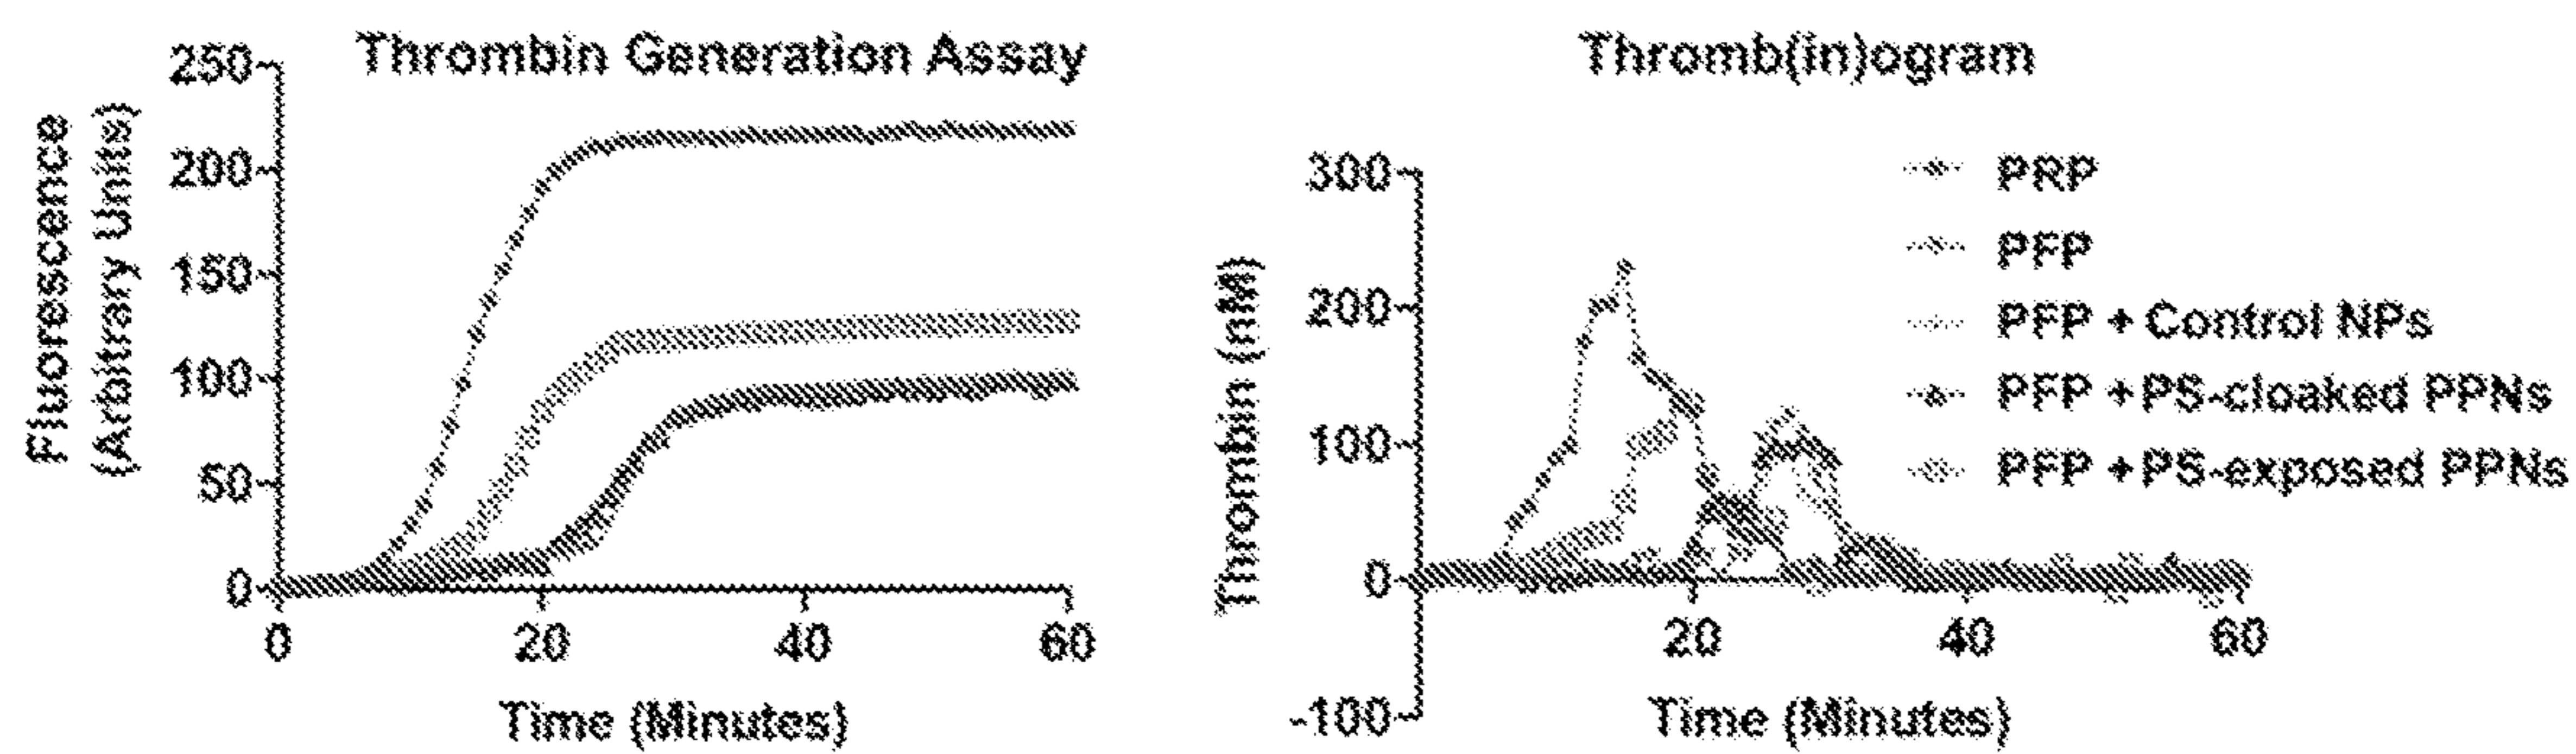 Thrombin Generation Assay
Fluorescence
(Arbitrary Units)
250
200
150
100
50
0
0
20
40
60
Time (Minutes)
Thromb(in)ogram
Thrombin (nM)
300
200
100
0
-100
20
40
60
Time (Minutes)
PRP
PFP
PFP + Control NPs
PFP + PS-cloaked PPNs
PFP + PS-exposed PPNs